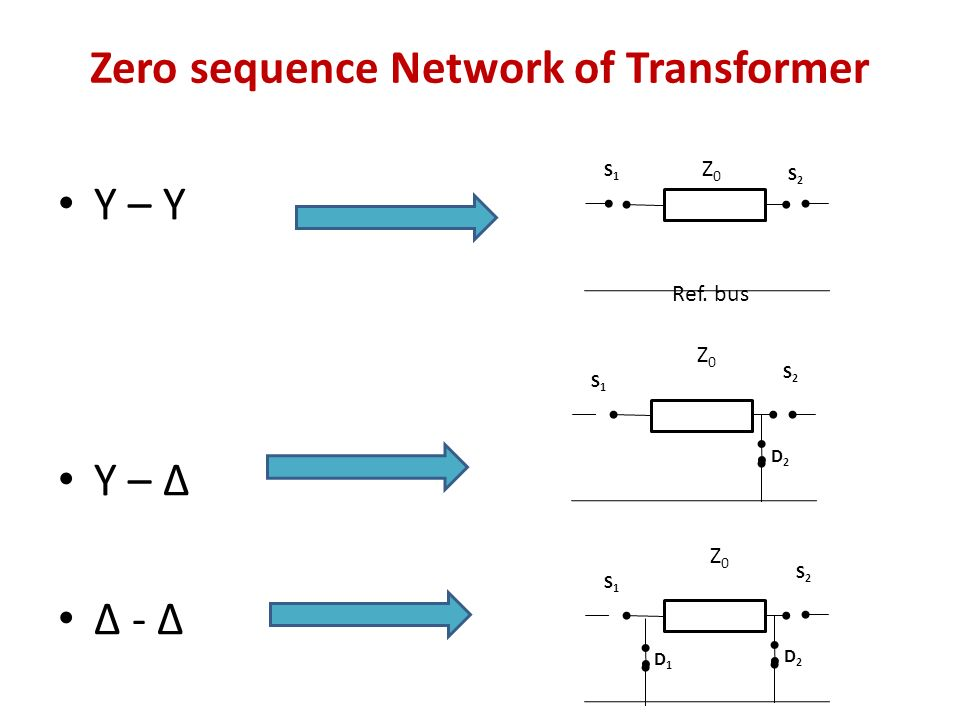 Zero sequence Network of Transformer
• Y – Y
S₁ Z₀ S₂
Ref. bus
• Y – Δ
Z₀
S₁ S₂
D₂
• Δ - Δ
Z₀
S₁ S₂
D₁ D₂